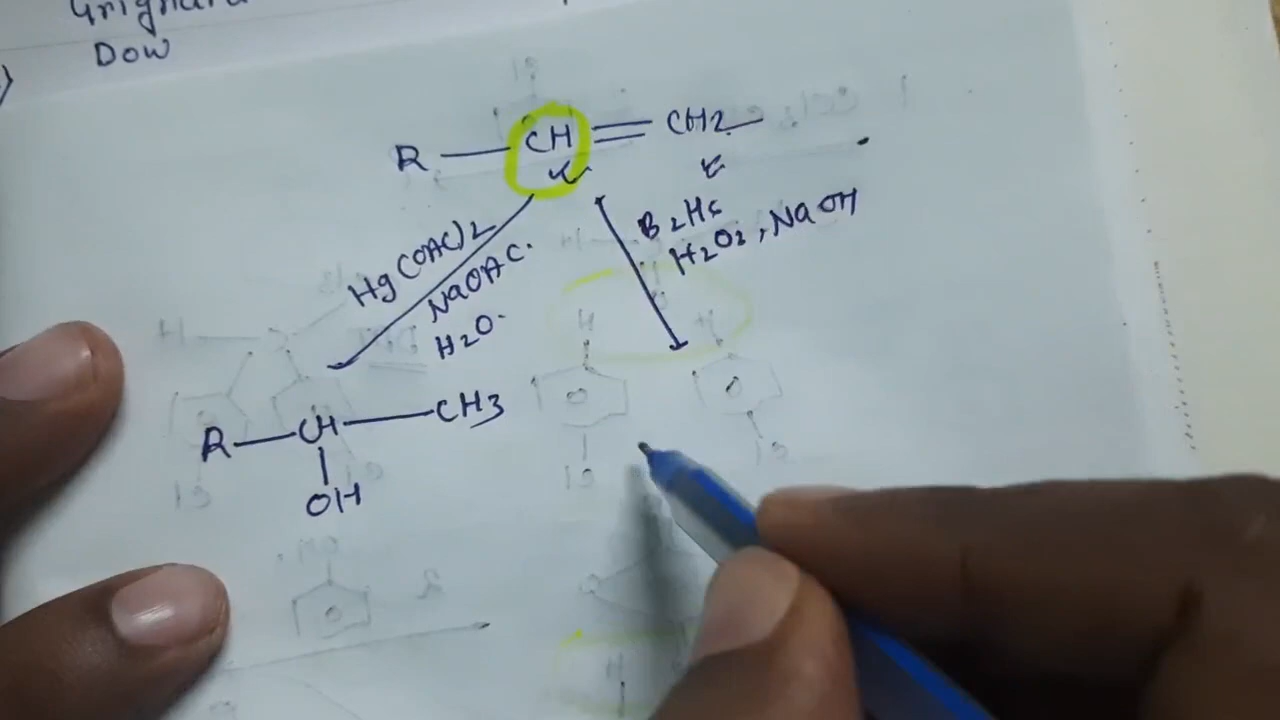 Dow
R — CH = CH2
Hg(OAC)2
NaOAC.
H2O.
B2H6
H2O2, NaOH
R — CH — CH3
OH